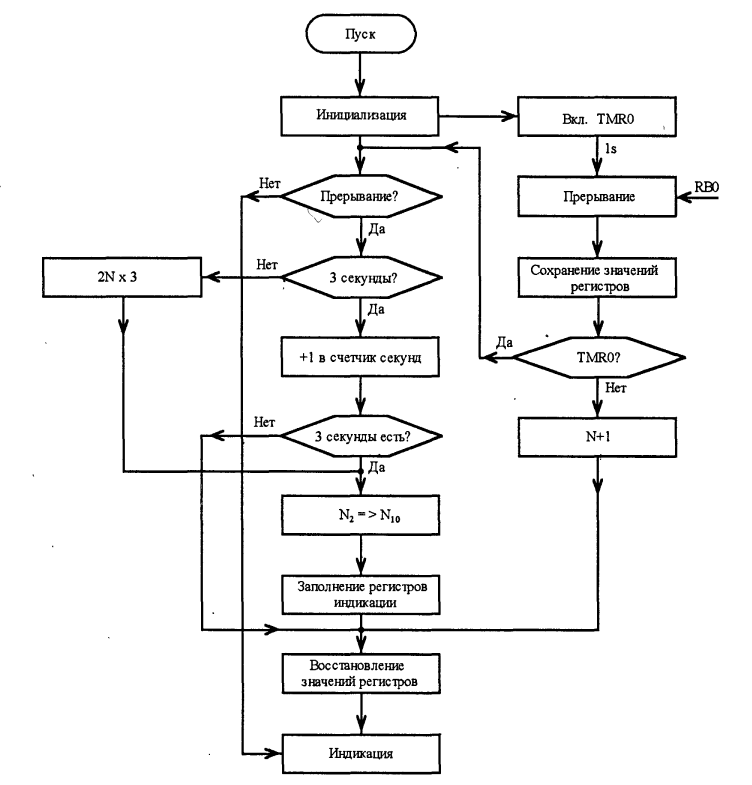 Пуск
Инициализация
Вкл. TMR0
1s
Нет
Прерывание?
Прерывание
RB0
Да
2N x 3
Нет
3 секунды?
Сохранение значений
регистров
Да
+1 в счетчик секунд
Да
TMR0?
Нет
Нет
3 секунды есть?
N+1
Да
N₂ = > N₁₀
Заполнение регистров
индикации
Восстановление
значений регистров
Индикация